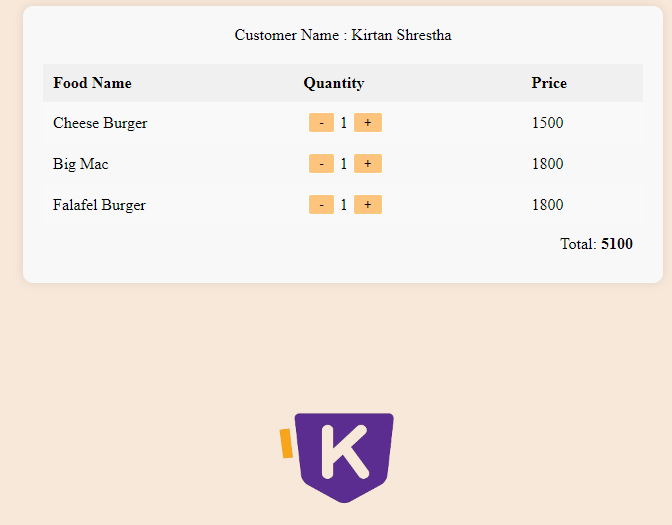 Customer Name : Kirtan Shrestha
Food Name Quantity Price
Cheese Burger - 1 + 1500
Big Mac - 1 + 1800
Falafel Burger - 1 + 1800
Total: 5100
K